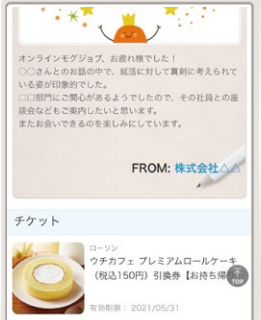 オンラインモグジョブ、お疲れ様でした！
○○さんとのお話の中で、就活に対して真剣に考えられて
いる姿が印象的でした。
□□部門にご関心があるようでしたので、その社員との座
談会などもご案内したいと思います。
またお会いできるのを楽しみにしています。
FROM: 株式会社△△
チケット
ローソン
ウチカフェ プレミアムロールケーキ
（税込150円）引換券【お持ち帰り
TOP
有効期限： 2021/05/31